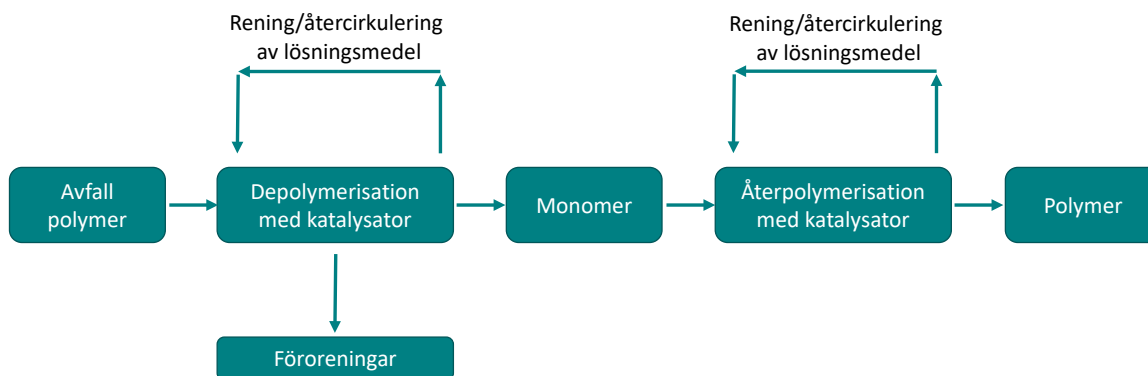 Rening/återcirkulering
av lösningsmedel
Rening/återcirkulering
av lösningsmedel
Avfall
polymer
Depolymerisation
med katalysator
Monomer
Återpolymerisation
med katalysator
Polymer
Föroreningar